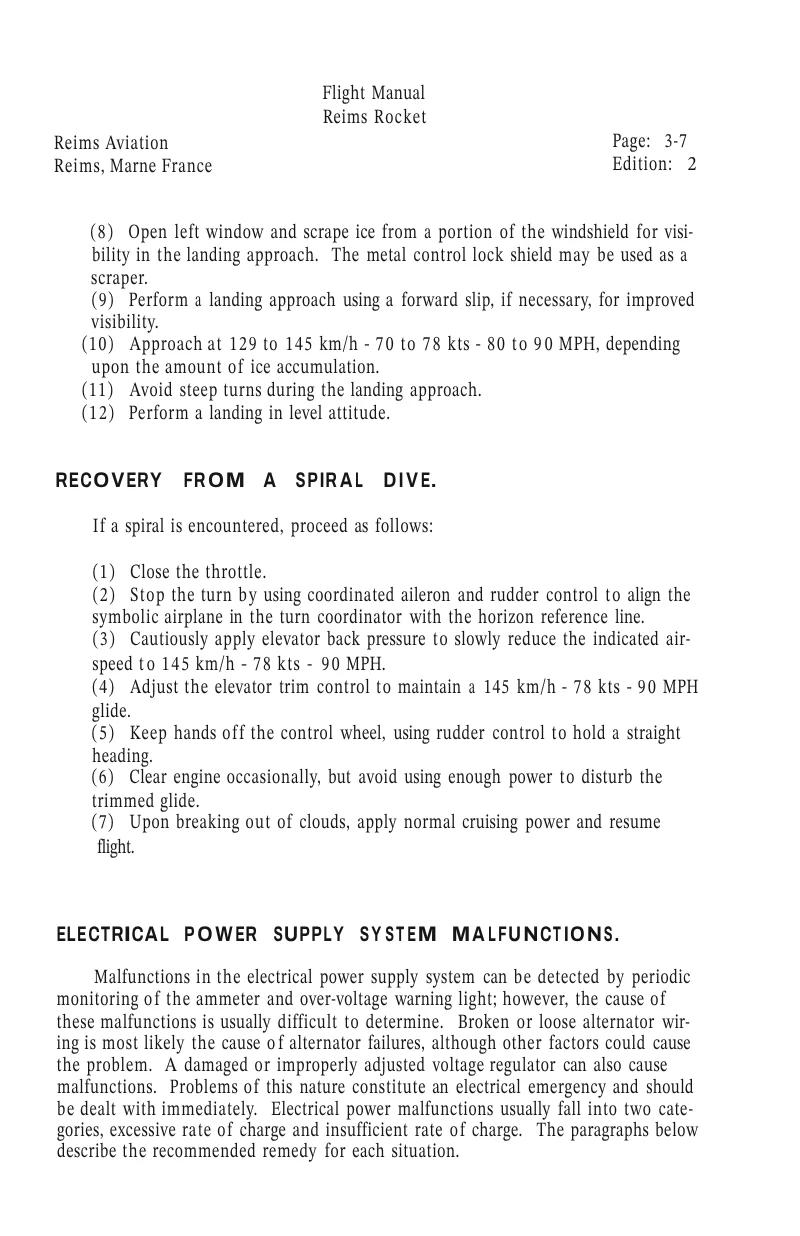 Flight Manual
Reims Rocket
Reims Aviation
Page: 3-7
Reims, Marne France
Edition: 2
(8) Open left window and scrape ice from a portion of the windshield for visi-
bility in the landing approach. The metal control lock shield may be used as a
scraper.
(9) Perform a landing approach using a forward slip, if necessary, for improved
visibility.
(10) Approach at 129 to 145 km/h - 70 to 78 kts - 80 to 90 MPH, depending
upon the amount of ice accumulation.
(11) Avoid steep turns during the landing approach.
(12) Perform a landing in level attitude.
RECOVERY FROM A SPIRAL DIVE.
If a spiral is encountered, proceed as follows:
(1) Close the throttle.
(2) Stop the turn by using coordinated aileron and rudder control to align the
symbolic airplane in the turn coordinator with the horizon reference line.
(3) Cautiously apply elevator back pressure to slowly reduce the indicated air-
speed to 145 km/h - 78 kts - 90 MPH.
(4) Adjust the elevator trim control to maintain a 145 km/h - 78 kts - 90 MPH
glide.
(5) Keep hands off the control wheel, using rudder control to hold a straight
heading.
(6) Clear engine occasionally, but avoid using enough power to disturb the
trimmed glide.
(7) Upon breaking out of clouds, apply normal cruising power and resume
flight.
ELECTRICAL POWER SUPPLY SYSTEM MALFUNCTIONS.
Malfunctions in the electrical power supply system can be detected by periodic
monitoring of the ammeter and over-voltage warning light; however, the cause of
these malfunctions is usually difficult to determine. Broken or loose alternator wir-
ing is most likely the cause of alternator failures, although other factors could cause
the problem. A damaged or improperly adjusted voltage regulator can also cause
malfunctions. Problems of this nature constitute an electrical emergency and should
be dealt with immediately. Electrical power malfunctions usually fall into two cate-
gories, excessive rate of charge and insufficient rate of charge. The paragraphs below
describe the recommended remedy for each situation.